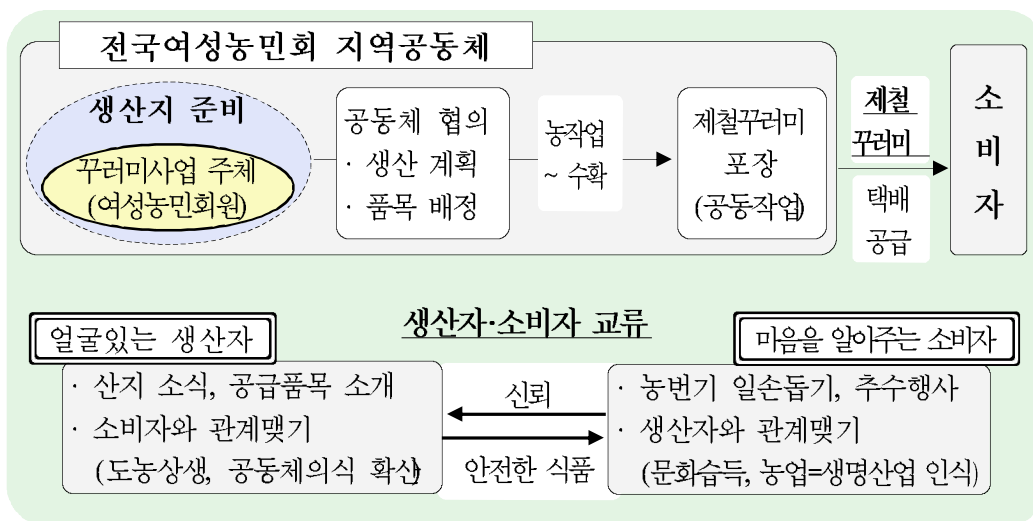 전국여성농민회 지역공동체
생산지 준비
꾸러미사업 주체
(여성농민회원)
공동체 협의
· 생산 계획
· 품목 배정
농작업
~ 수확
제철꾸러미
포장
(공동작업)
제철
꾸러미
택배
공급
소
비
자
생산자·소비자 교류
얼굴있는 생산자
· 산지 소식, 공급품목 소개
· 소비자와 관계맺기
(도농상생, 공동체의식 확산)
신뢰
안전한 식품
마음을 알아주는 소비자
· 농번기 일손돕기, 추수행사
· 생산자와 관계맺기
(문화습득, 농업=생명산업 인식)